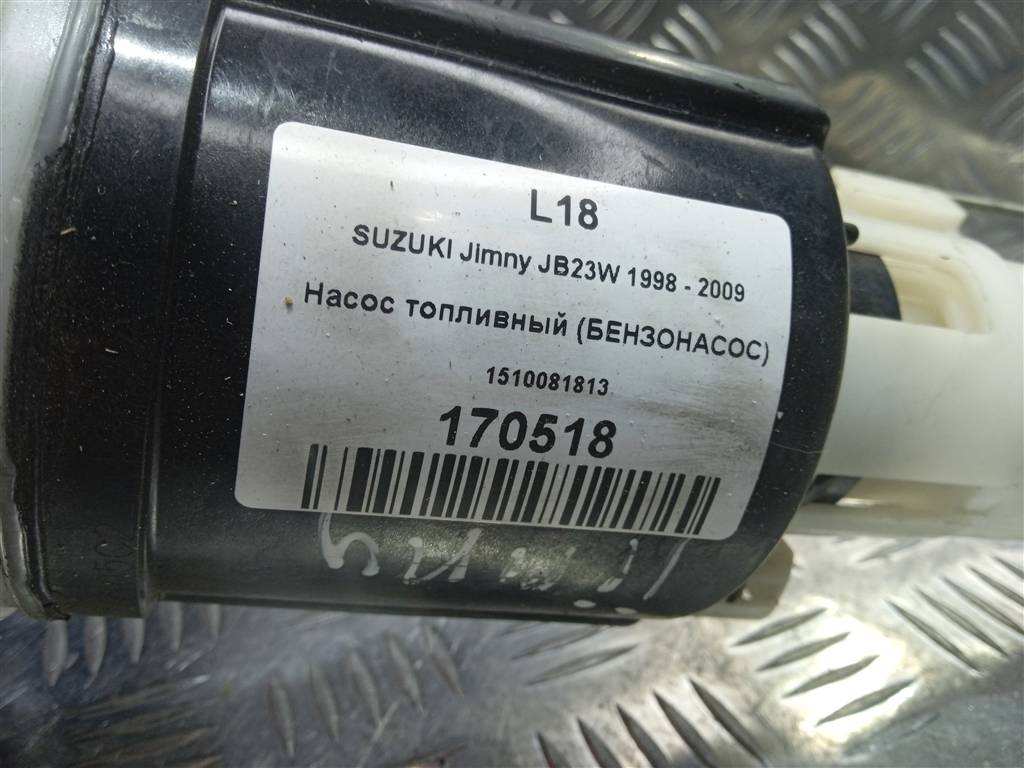 L18
SUZUKI Jimny JB23W 1998 - 2009
Насос топливный (БЕНЗОНАСОС)
1510081813
170518